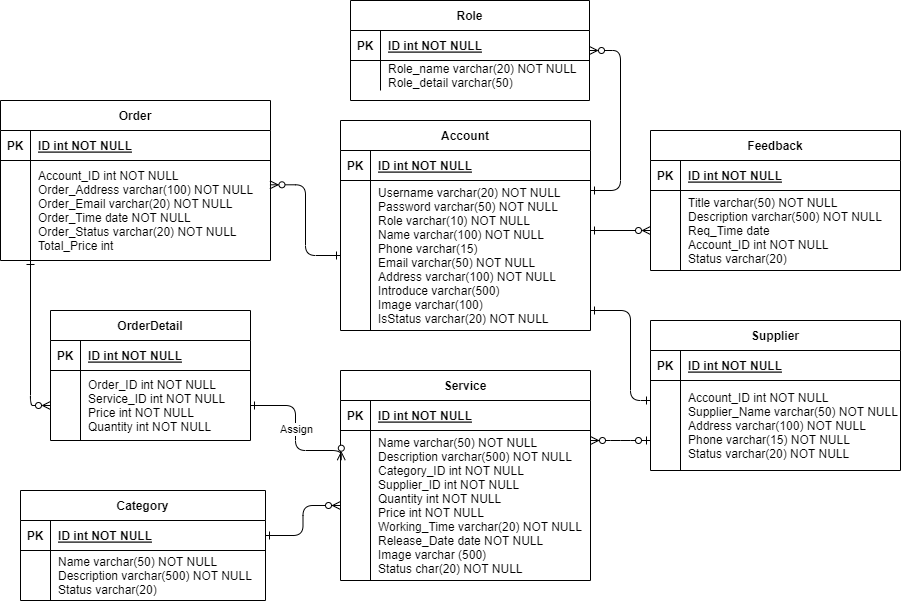 Role
PK ID int NOT NULL
Role_name varchar(20) NOT NULL
Role_detail varchar(50)
Order
PK ID int NOT NULL
Account_ID int NOT NULL
Order_Address varchar(100) NOT NULL
Order_Email varchar(20) NOT NULL
Order_Time date NOT NULL
Order_Status varchar(20) NOT NULL
Total_Price int
Account
PK ID int NOT NULL
Username varchar(20) NOT NULL
Password varchar(50) NOT NULL
Role varchar(10) NOT NULL
Name varchar(100) NOT NULL
Phone varchar(15)
Email varchar(50) NOT NULL
Address varchar(100) NOT NULL
Introduce varchar(500)
Image varchar(100)
IsStatus varchar(20) NOT NULL
Feedback
PK ID int NOT NULL
Title varchar(50) NOT NULL
Description varchar(500) NOT NULL
Req_Time date
Account_ID int NOT NULL
Status varchar(20)
OrderDetail
PK ID int NOT NULL
Order_ID int NOT NULL
Service_ID int NOT NULL
Price int NOT NULL
Quantity int NOT NULL
Assign
Service
PK ID int NOT NULL
Name varchar(50) NOT NULL
Description varchar(500) NOT NULL
Category_ID int NOT NULL
Supplier_ID int NOT NULL
Quantity int NOT NULL
Price int NOT NULL
Working_Time varchar(20) NOT NULL
Release_Date date NOT NULL
Image varchar (500)
Status char(20) NOT NULL
Supplier
PK ID int NOT NULL
Account_ID int NOT NULL
Supplier_Name varchar(50) NOT NULL
Address varchar(100) NOT NULL
Phone varchar(15) NOT NULL
Status varchar(20) NOT NULL
Category
PK ID int NOT NULL
Name varchar(50) NOT NULL
Description varchar(500) NOT NULL
Status varchar(20)